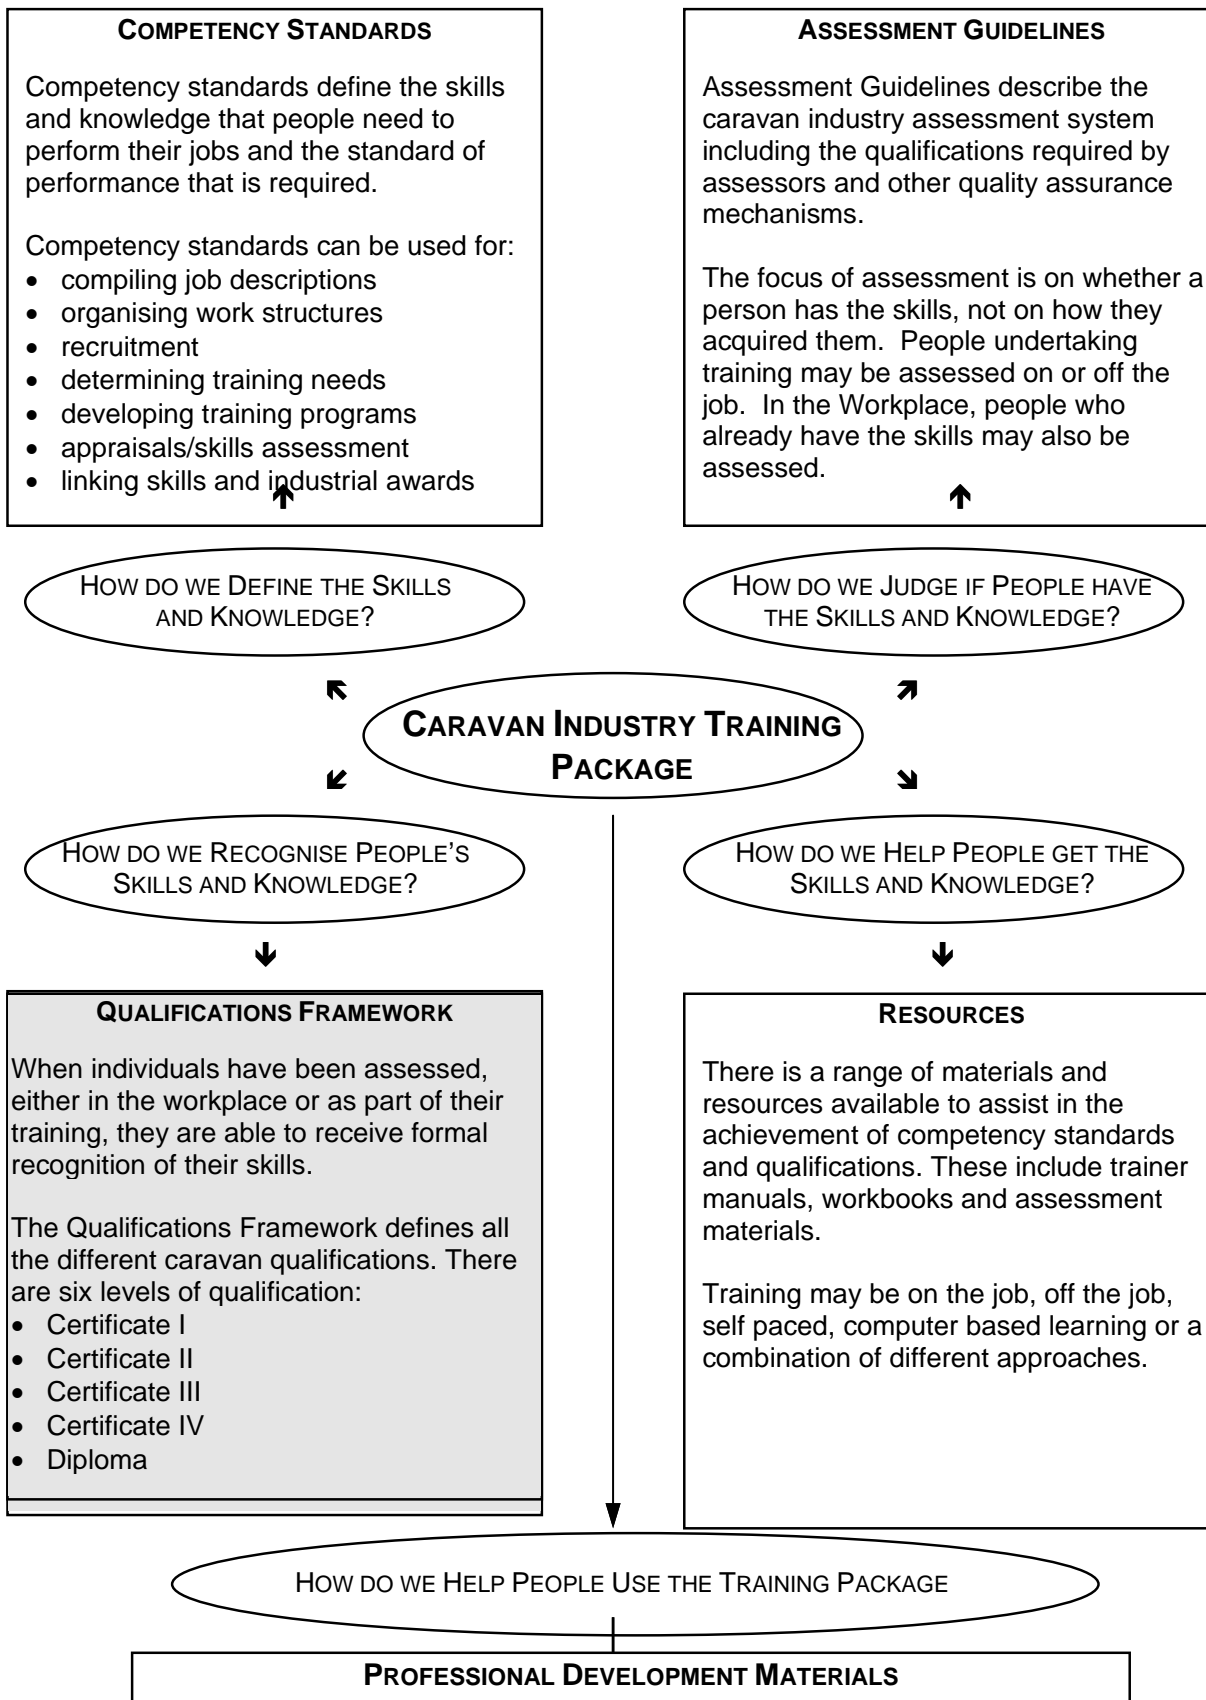 COMPETENCY STANDARDS
Competency standards define the skills
and knowledge that people need to
perform their jobs and the standard of
performance that is required.
Competency standards can be used for:
• compiling job descriptions
• organising work structures
• recruitment
• determining training needs
• developing training programs
• appraisals/skills assessment
• linking skills and industrial awards
ASSESSMENT GUIDELINES
Assessment Guidelines describe the
caravan industry assessment system
including the qualifications required by
assessors and other quality assurance
mechanisms.
The focus of assessment is on whether a
person has the skills, not on how they
acquired them.  People undertaking
training may be assessed on or off the
job.  In the Workplace, people who
already have the skills may also be
assessed.
HOW DO WE DEFINE THE SKILLS
AND KNOWLEDGE?
HOW DO WE JUDGE IF PEOPLE HAVE
THE SKILLS AND KNOWLEDGE?
CARAVAN INDUSTRY TRAINING
PACKAGE
HOW DO WE RECOGNISE PEOPLE'S
SKILLS AND KNOWLEDGE?
HOW DO WE HELP PEOPLE GET THE
SKILLS AND KNOWLEDGE?
QUALIFICATIONS FRAMEWORK
When individuals have been assessed,
either in the workplace or as part of their
training, they are able to receive formal
recognition of their skills.
The Qualifications Framework defines all
the different caravan qualifications. There
are six levels of qualification:
• Certificate I
• Certificate II
• Certificate III
• Certificate IV
• Diploma
RESOURCES
There is a range of materials and
resources available to assist in the
achievement of competency standards
and qualifications. These include trainer
manuals, workbooks and assessment
materials.
Training may be on the job, off the job,
self paced, computer based learning or a
combination of different approaches.
HOW DO WE HELP PEOPLE USE THE TRAINING PACKAGE
PROFESSIONAL DEVELOPMENT MATERIALS